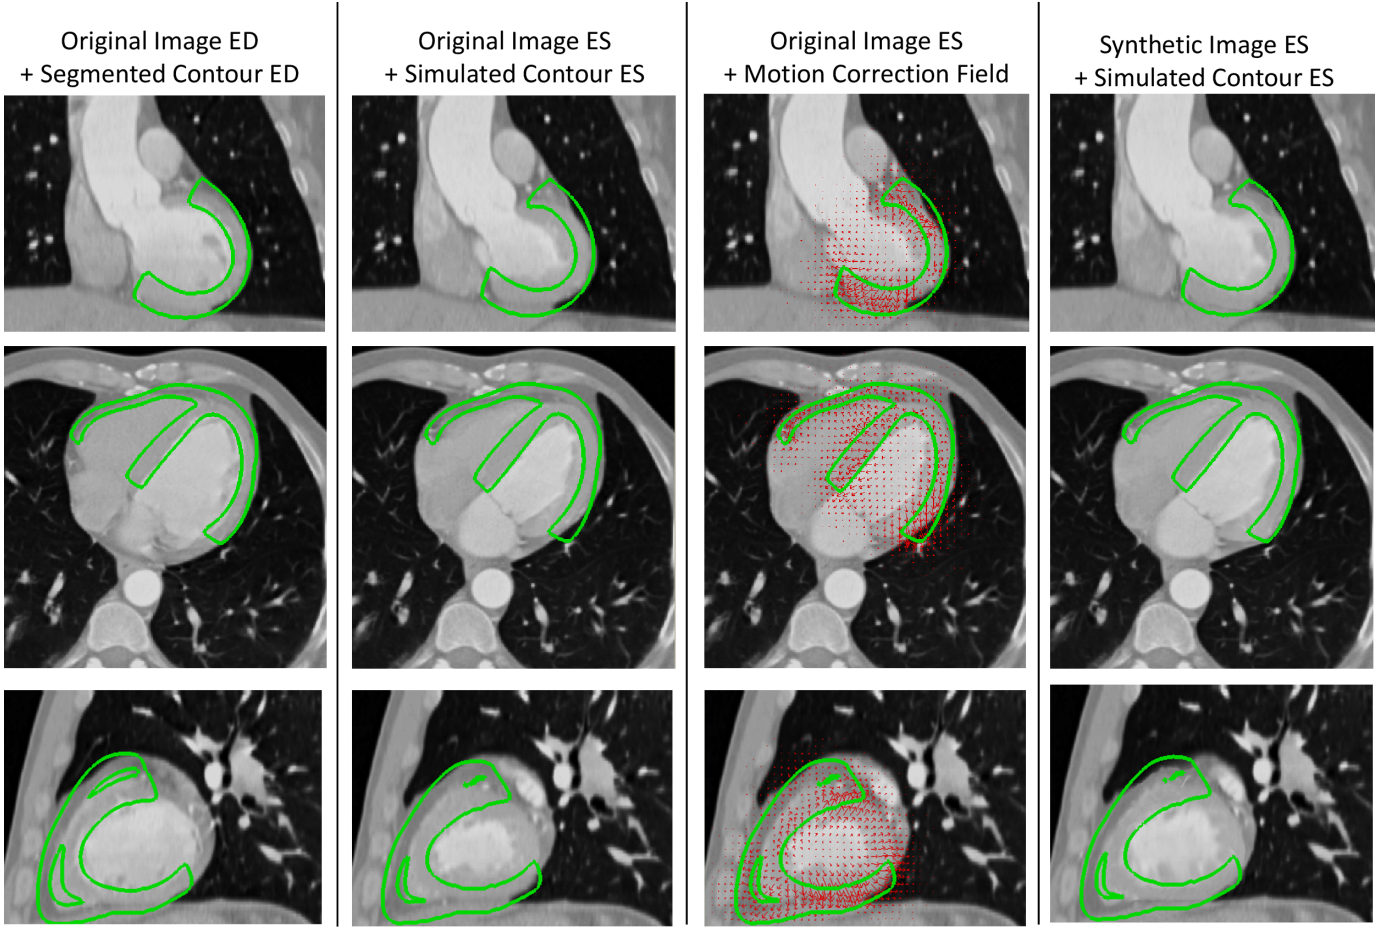 Original Image ED
+ Segmented Contour ED
Original Image ES
+ Simulated Contour ES
Original Image ES
+ Motion Correction Field
Synthetic Image ES
+ Simulated Contour ES